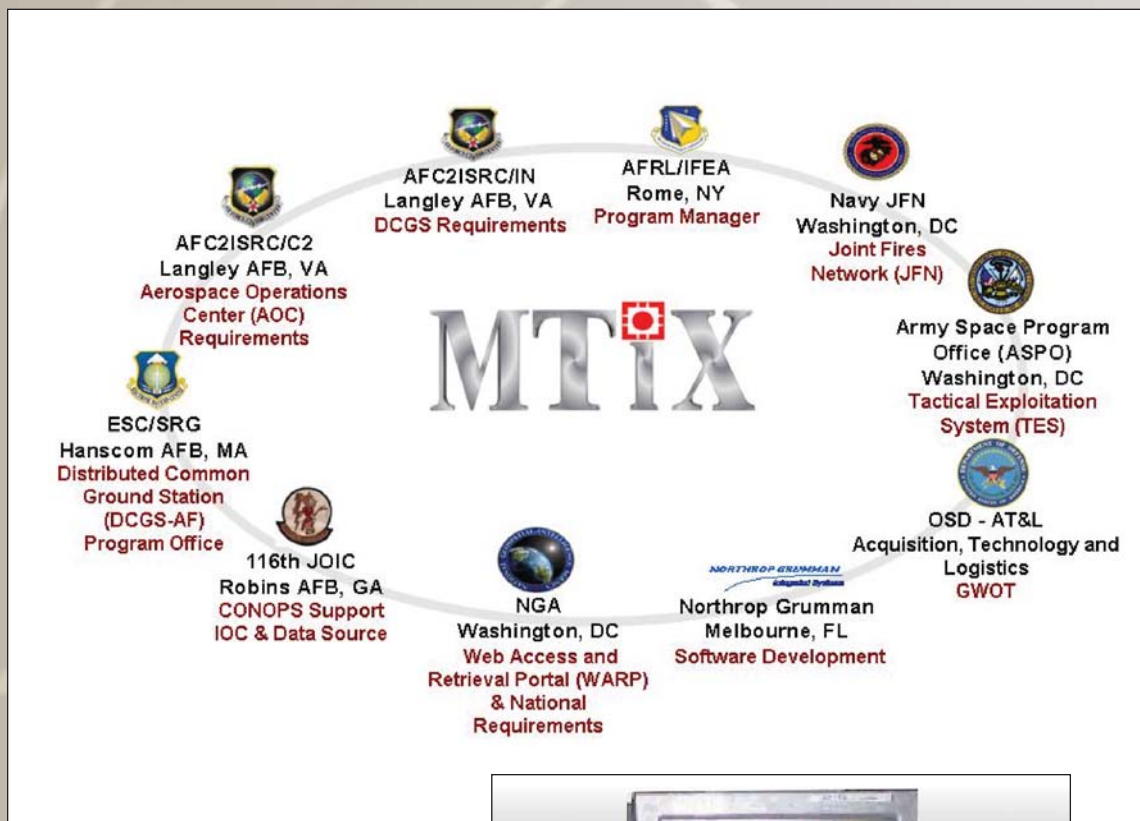 AFC2ISRC/IN
Langley AFB, VA
DCGS Requirements
AFRL/IFEA
Rome, NY
Program Manager
Navy JFN
Washington, DC
Joint Fires
Network (JFN)
AFC2ISRC/C2
Langley AFB, VA
Aerospace Operations
Center (AOC)
Requirements
MTiX
Army Space Program
Office (ASPO)
Washington, DC
Tactical Exploitation
System (TES)
ESC/SRG
Hanscom AFB, MA
Distributed Common
Ground Station
(DCGS-AF)
Program Office
OSD - AT&L
Acquisition, Technology and
Logistics
GWOT
116th JOIC
Robins AFB, GA
CONOPS Support
IOC & Data Source
NGA
Washington, DC
Web Access and
Retrieval Portal (WARP)
& National
Requirements
NORTHROP GRUMMAN
Integrated Systems
Northrop Grumman
Melbourne, FL
Software Development